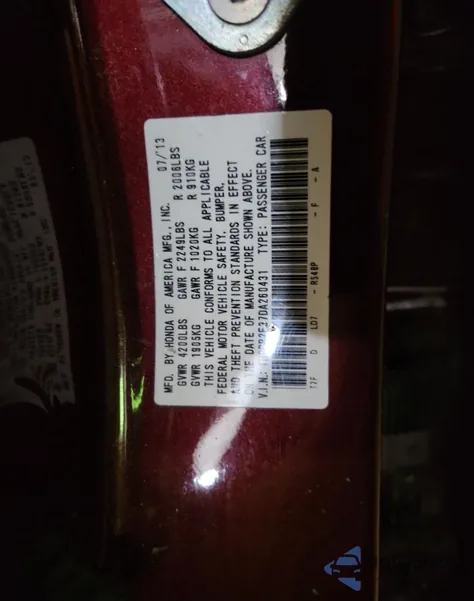 MFD. BY HONDA OF AMERICA MFG., INC. 07/'13
GVWR 4200LBS GAWR F 2249LBS R 2006LBS
GVWR 1905KG GAWR F 1020KG R 910KG
THIS VEHICLE CONFORMS TO ALL APPLICABLE
FEDERAL MOTOR VEHICLE SAFETY, BUMPER,
AND THEFT PREVENTION STANDARDS IN EFFECT
ON THE DATE OF MANUFACTURE SHOWN ABOVE.
V.I.N.: TYPE: PASSENGER CAR
T2F D LD7 - R548P - F - A